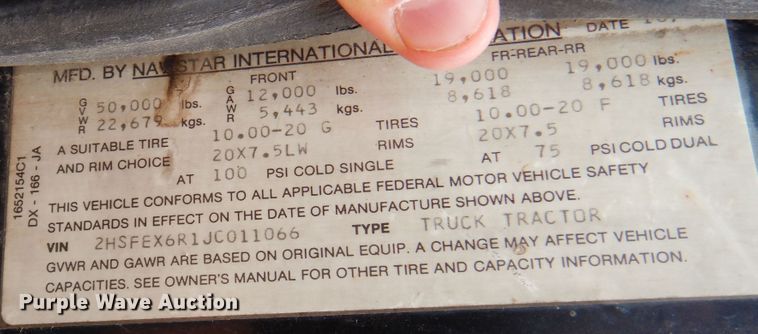 DATE 10
MFD. BY NAVISTAR INTERNATIONAL
FRONT FR-REAR-RR
GVWR 50,000 lbs. GAWR 12,000 lbs. 19,000 19,000 lbs.
22,679 kgs. 5,443 kgs. 8,618 8,618 kgs.
A SUITABLE TIRE 10.00-20 G TIRES 10.00-20 F TIRES
AND RIM CHOICE 20X7.5LW RIMS 20X7.5 RIMS
AT 100 PSI COLD SINGLE AT 75 PSI COLD DUAL
THIS VEHICLE CONFORMS TO ALL APPLICABLE FEDERAL MOTOR VEHICLE SAFETY
STANDARDS IN EFFECT ON THE DATE OF MANUFACTURE SHOWN ABOVE.
VIN 2HSFEX6R1JC011066 TYPE TRUCK TRACTOR
GVWR AND GAWR ARE BASED ON ORIGINAL EQUIP. A CHANGE MAY AFFECT VEHICLE
CAPACITIES. SEE OWNER'S MANUAL FOR OTHER TIRE AND CAPACITY INFORMATION.
1652154C1
DX - 166 - JA
Purple Wave Auction